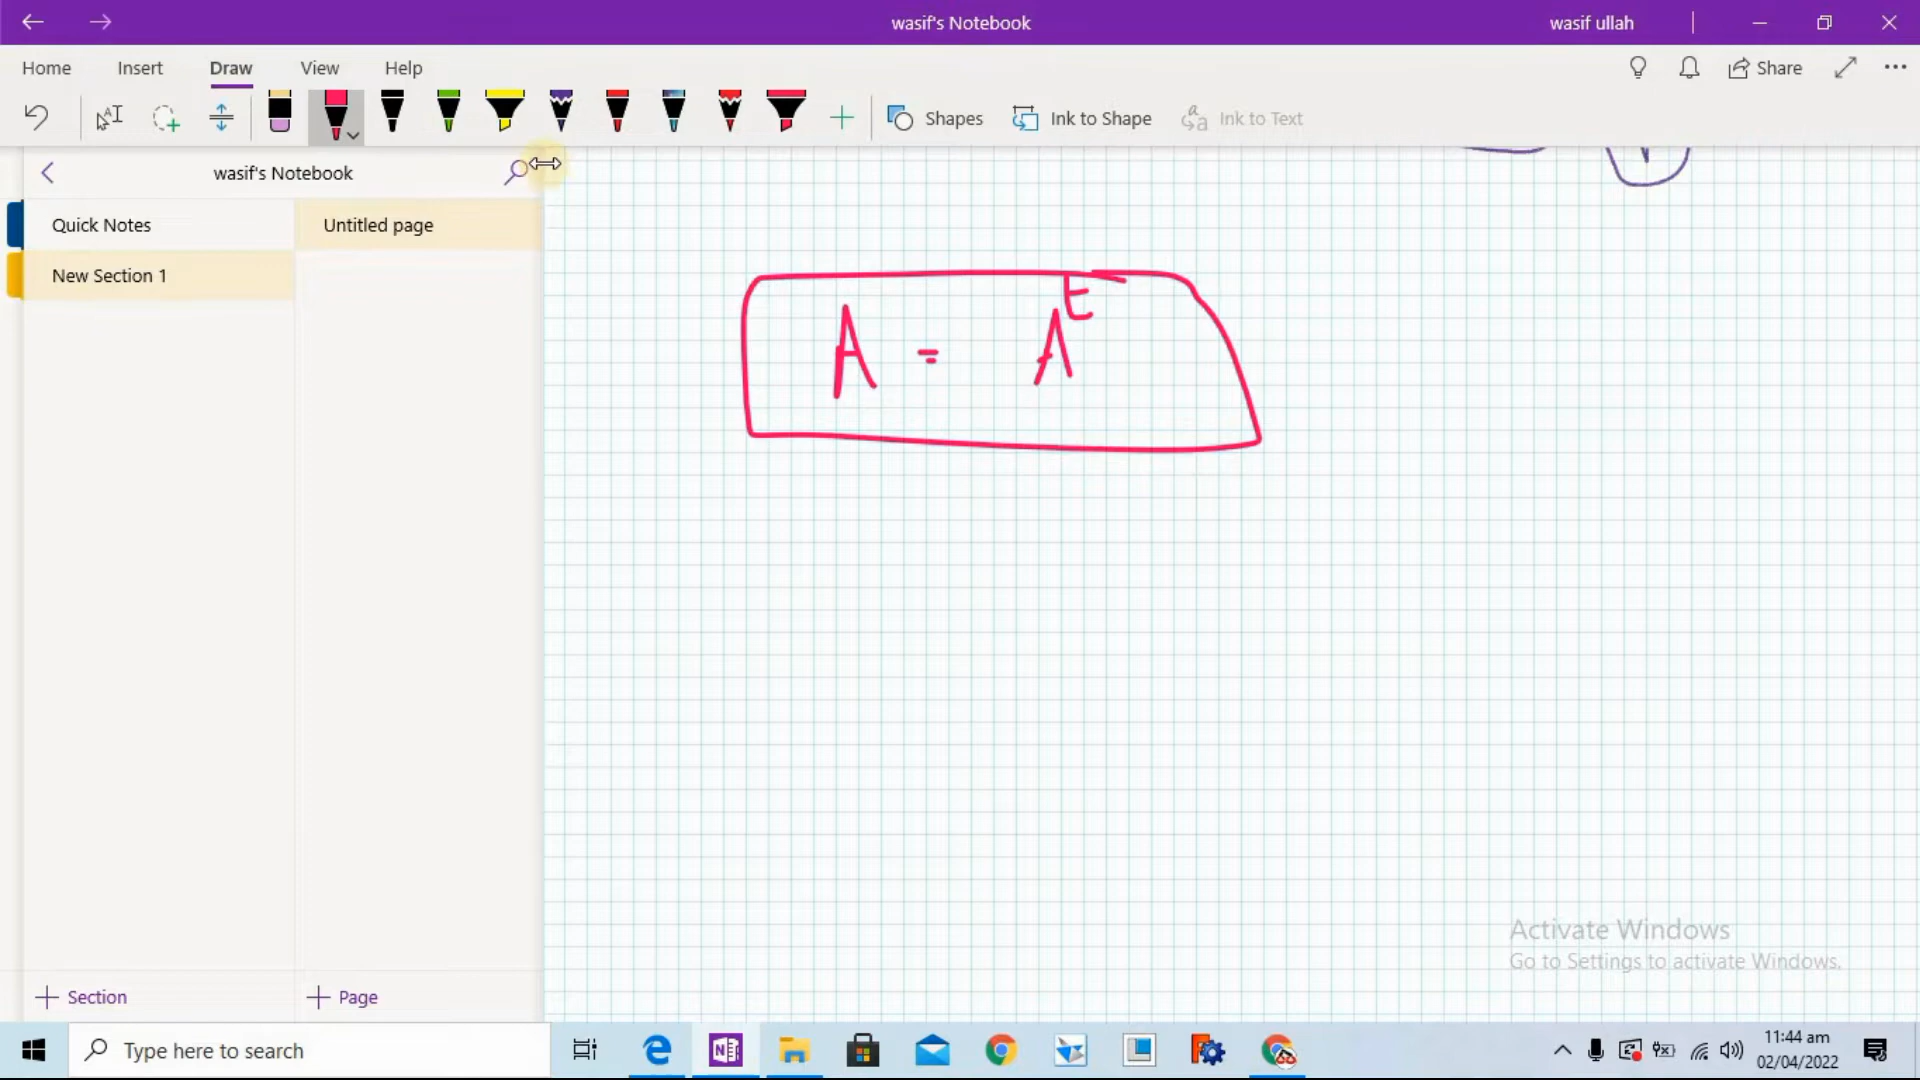 wasif's Notebook
wasif ullah
Home Insert Draw View Help
Share
Shapes Ink to Shape Ink to Text
wasif's Notebook
Quick Notes
Untitled page
New Section 1
A = A^E
Activate Windows
Go to Settings to activate Windows.
Section
Page
Type here to search
11:44 am
02/04/2022